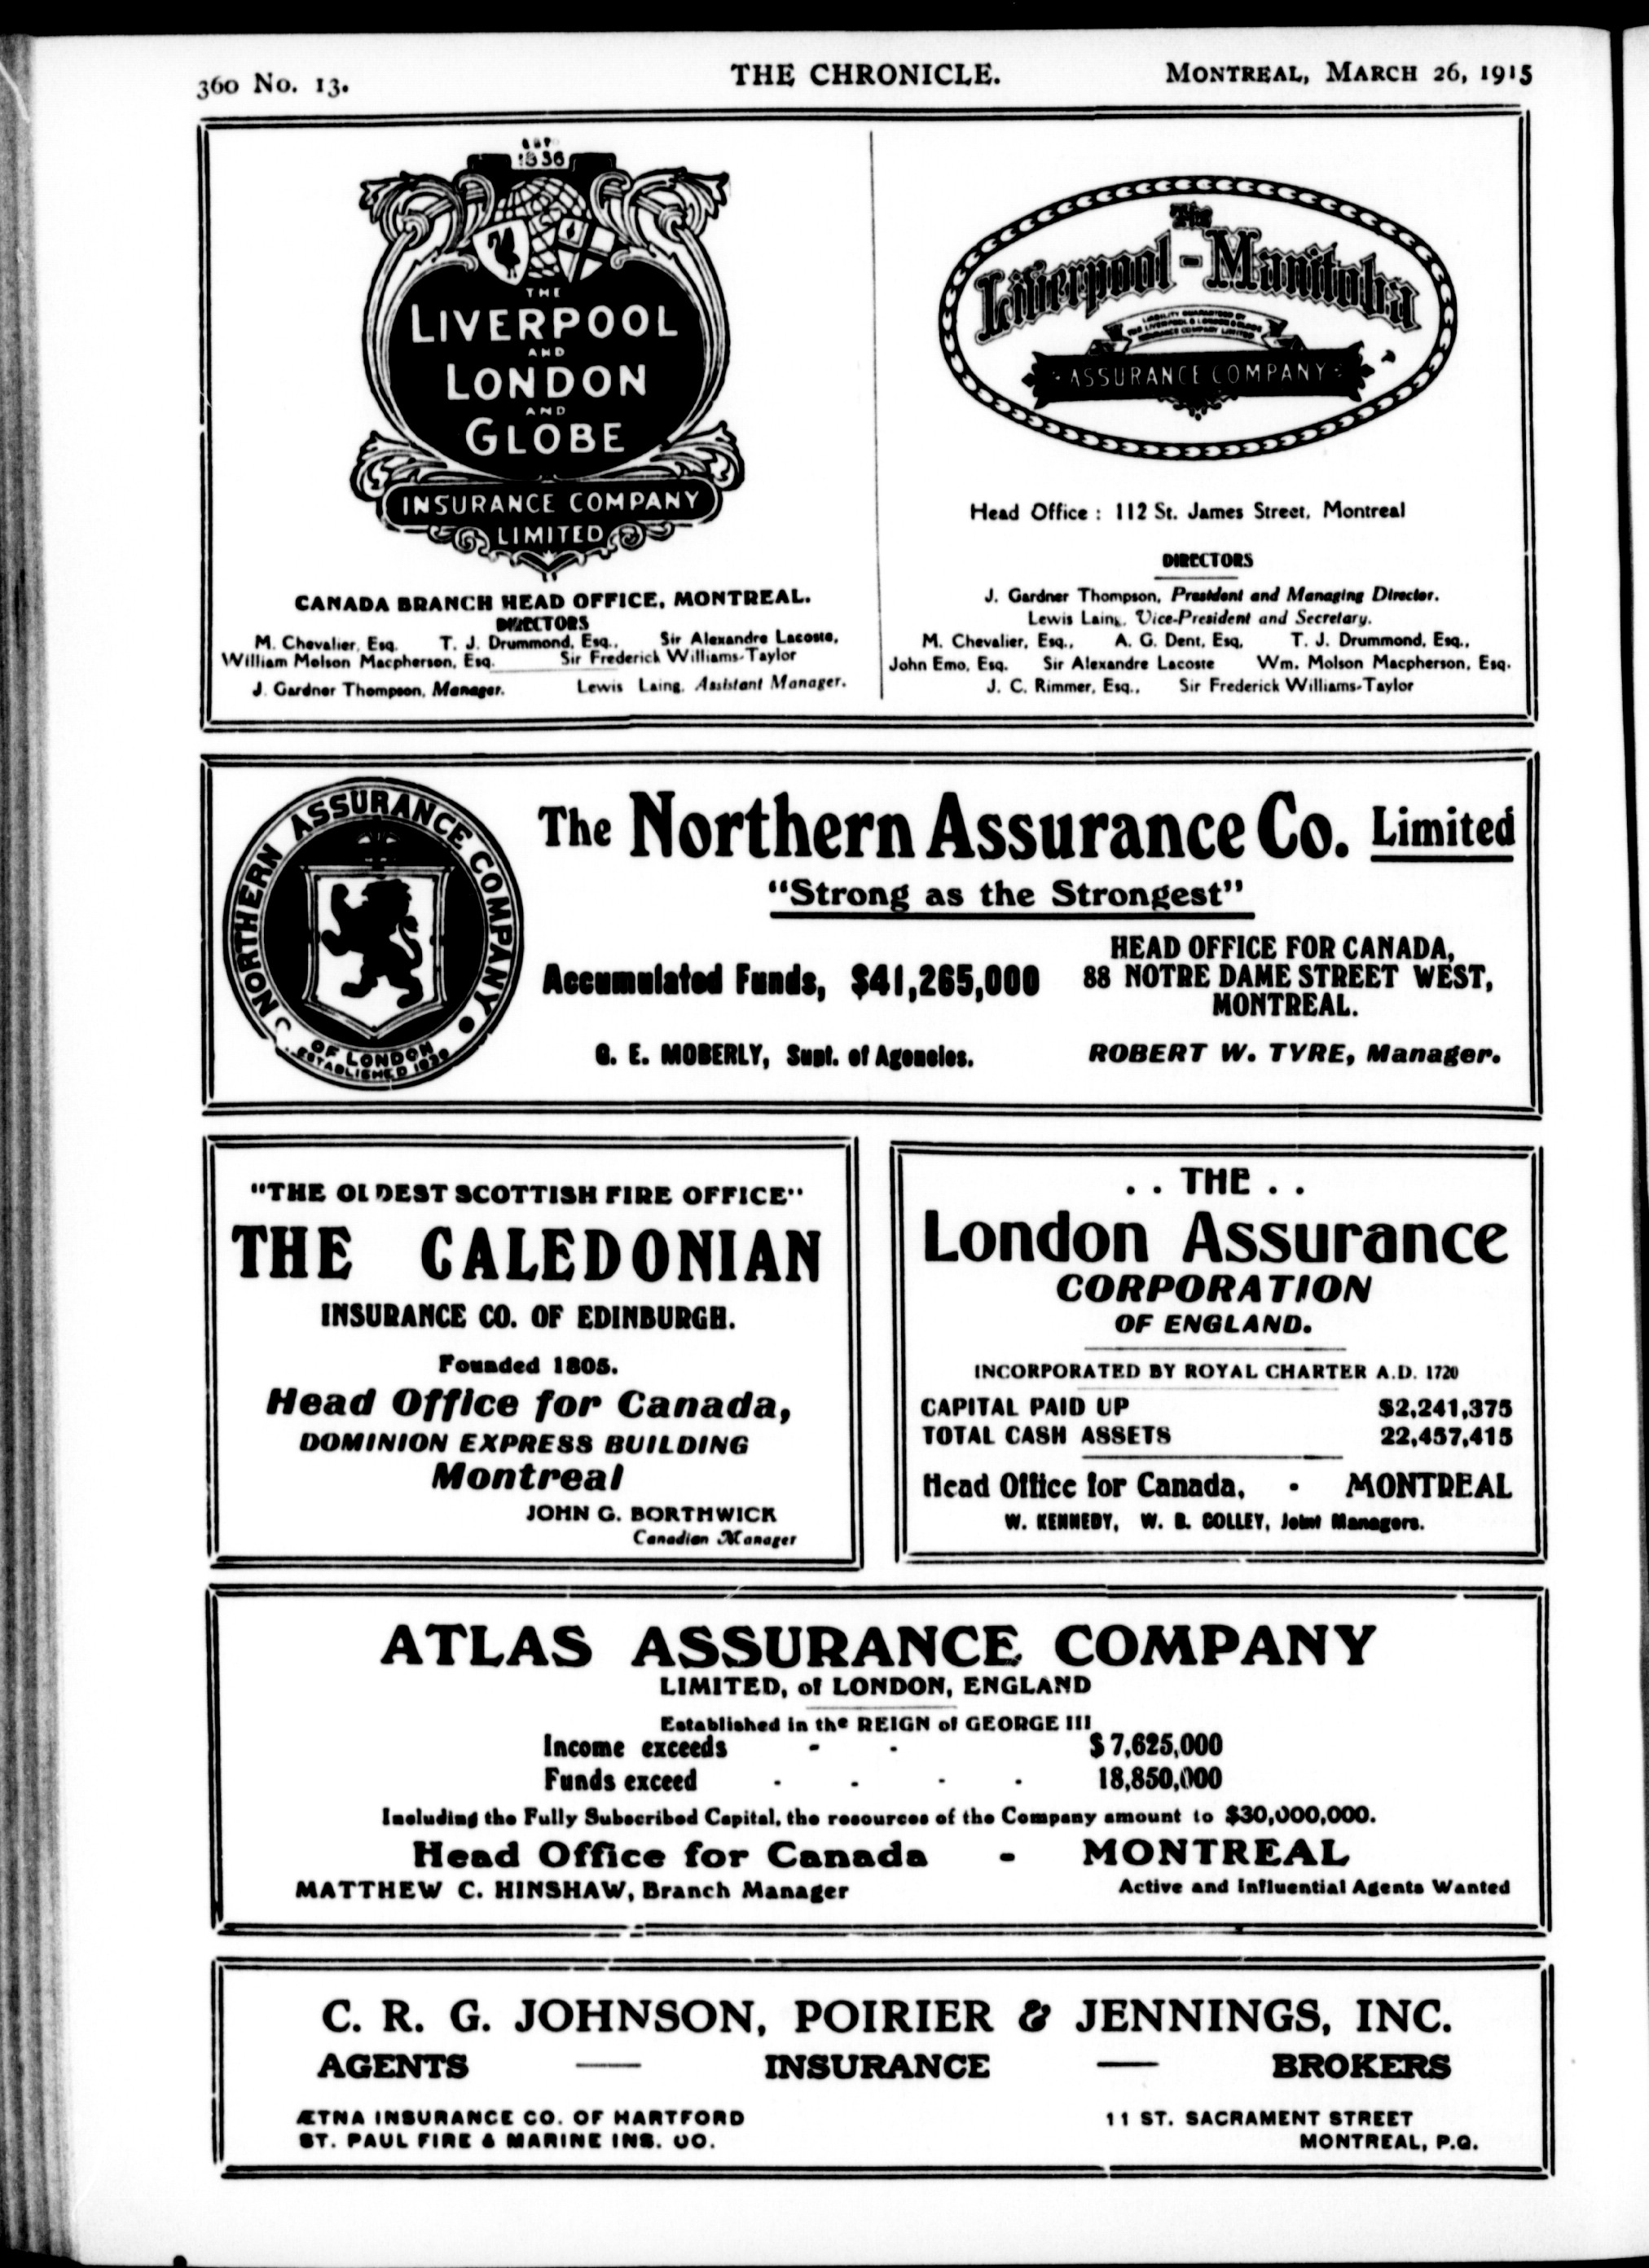 360 No. 13.
THE CHRONICLE.
MONTREAL, MARCH 26, 1915
1836
THE
LIVERPOOL
AND
LONDON
AND
GLOBE
INSURANCE COMPANY
LIMITED
CANADA BRANCH HEAD OFFICE, MONTREAL.
DIRECTORS
M. Chevalier, Esq. T. J. Drummond, Esq., Sir Alexandre Lacoste,
William Molson Macpherson, Esq. Sir Frederick Williams-Taylor
J. Gardner Thompson, Manager. Lewis Laing, Assistant Manager.
The
Liverpool-Manitoba
LIABILITY GUARANTEED BY
THE LIVERPOOL & LONDON & GLOBE
INSURANCE COMPANY LIMITED
ASSURANCE COMPANY
Head Office : 112 St. James Street, Montreal
DIRECTORS
J. Gardner Thompson, President and Managing Director.
Lewis Laing, Vice-President and Secretary.
M. Chevalier, Esq., A. G. Dent, Esq, T. J. Drummond, Esq.,
John Emo, Esq. Sir Alexandre Lacoste Wm. Molson Macpherson, Esq.
J. C. Rimmer, Esq., Sir Frederick Williams-Taylor
NORTHERN ASSURANCE COMPANY
OF LONDON
ESTABLISHED 1836
The Northern Assurance Co. Limited
"Strong as the Strongest"
Accumulated Funds, $41,265,000
HEAD OFFICE FOR CANADA,
88 NOTRE DAME STREET WEST,
MONTREAL.
G. E. MOBERLY, Supt. of Agencies.
ROBERT W. TYRE, Manager.
"THE OLDEST SCOTTISH FIRE OFFICE"
THE CALEDONIAN
INSURANCE CO. OF EDINBURGH.
Founded 1805.
Head Office for Canada,
DOMINION EXPRESS BUILDING
Montreal
JOHN G. BORTHWICK
Canadian Manager
. . THE . .
London Assurance
CORPORATION
OF ENGLAND.
INCORPORATED BY ROYAL CHARTER A.D. 1720
CAPITAL PAID UP $2,241,375
TOTAL CASH ASSETS 22,457,415
Head Office for Canada, - MONTREAL
W. KENNEDY, W. B. COLLEY, Joint Managers.
ATLAS ASSURANCE COMPANY
LIMITED, of LONDON, ENGLAND
Established in the REIGN of GEORGE III
Income exceeds - - $ 7,625,000
Funds exceed - - - - 18,850,000
Including the Fully Subscribed Capital, the resources of the Company amount to $30,000,000.
Head Office for Canada - MONTREAL
MATTHEW C. HINSHAW, Branch Manager
Active and Influential Agents Wanted
C. R. G. JOHNSON, POIRIER & JENNINGS, INC.
AGENTS — INSURANCE — BROKERS
ÆTNA INSURANCE CO. OF HARTFORD
ST. PAUL FIRE & MARINE INS. CO.
11 ST. SACRAMENT STREET
MONTREAL, P.Q.